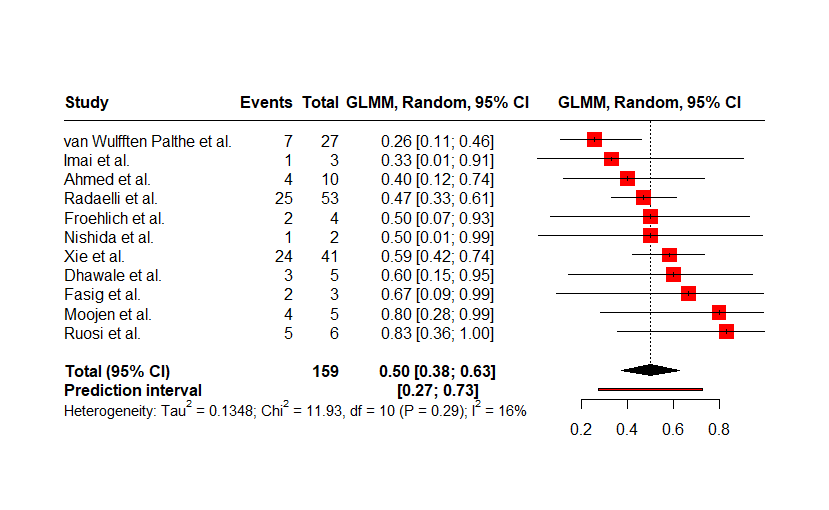 Study Events Total GLMM, Random, 95% CI GLMM, Random, 95% CI
van Wulfften Palthe et al. 7 27 0.26 [0.11; 0.46]
Imai et al. 1 3 0.33 [0.01; 0.91]
Ahmed et al. 4 10 0.40 [0.12; 0.74]
Radaelli et al. 25 53 0.47 [0.33; 0.61]
Froehlich et al. 2 4 0.50 [0.07; 0.93]
Nishida et al. 1 2 0.50 [0.01; 0.99]
Xie et al. 24 41 0.59 [0.42; 0.74]
Dhawale et al. 3 5 0.60 [0.15; 0.95]
Fasig et al. 2 3 0.67 [0.09; 0.99]
Moojen et al. 4 5 0.80 [0.28; 0.99]
Ruosi et al. 5 6 0.83 [0.36; 1.00]
Total (95% CI) 159 0.50 [0.38; 0.63]
Prediction interval [0.27; 0.73]
Heterogeneity: Tau² = 0.1348; Chi² = 11.93, df = 10 (P = 0.29); I² = 16%
0.2 0.4 0.6 0.8